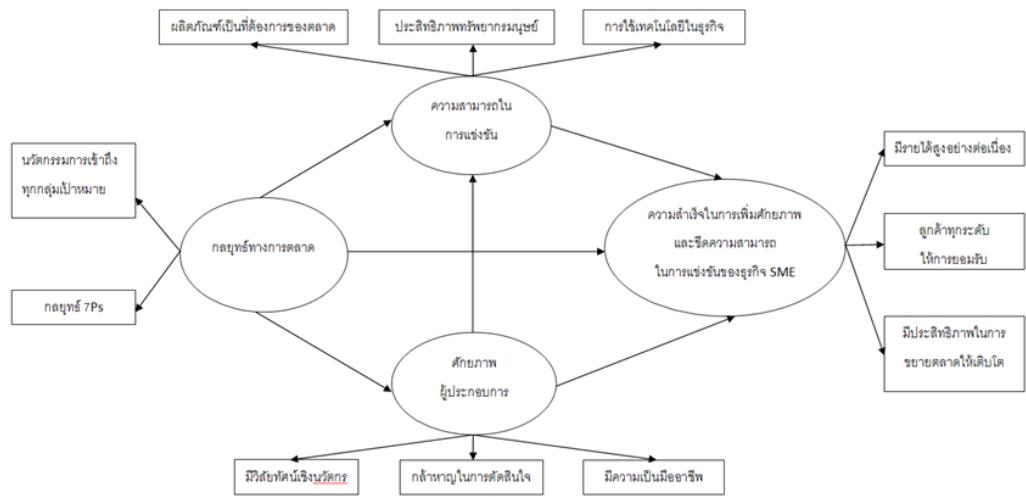 ผลิตภัณฑ์เป็นที่ต้องการของตลาด
ประสิทธิภาพทรัพยากรมนุษย์
การใช้เทคโนโลยีในธุรกิจ
ความสามารถใน
การแข่งขัน
นวัตกรรมการเข้าถึง
ทุกกลุ่มเป้าหมาย
มีรายได้สูงอย่างต่อเนื่อง
ความสำเร็จในการเพิ่มศักยภาพ
และขีดความสามารถ
ในการแข่งขันของธุรกิจ SME
กลยุทธ์ทางการตลาด
ลูกค้าทุกระดับ
ให้การยอมรับ
กลยุทธ์ 7Ps
ศักยภาพ
ผู้ประกอบการ
มีประสิทธิภาพในการ
ขยายตลาดให้เติบโต
มีวิสัยทัศน์เชิงนวัตกร
กล้าหาญในการตัดสินใจ
มีความเป็นมืออาชีพ